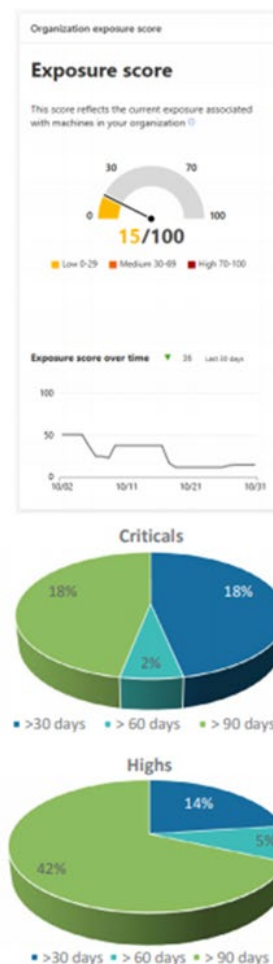 Organization exposure score
Exposure score
This score reflects the current exposure associated
with machines in your organization
30 70
0 100
15/100
Low 0-29 Medium 30-69 High 70-100
Exposure score over time ▼ 36 Last 30 days
100
50
0
10/02 10/11 10/21 10/31
Criticals
18% 18%
2%
>30 days > 60 days > 90 days
Highs
14%
5%
42%
>30 days > 60 days > 90 days